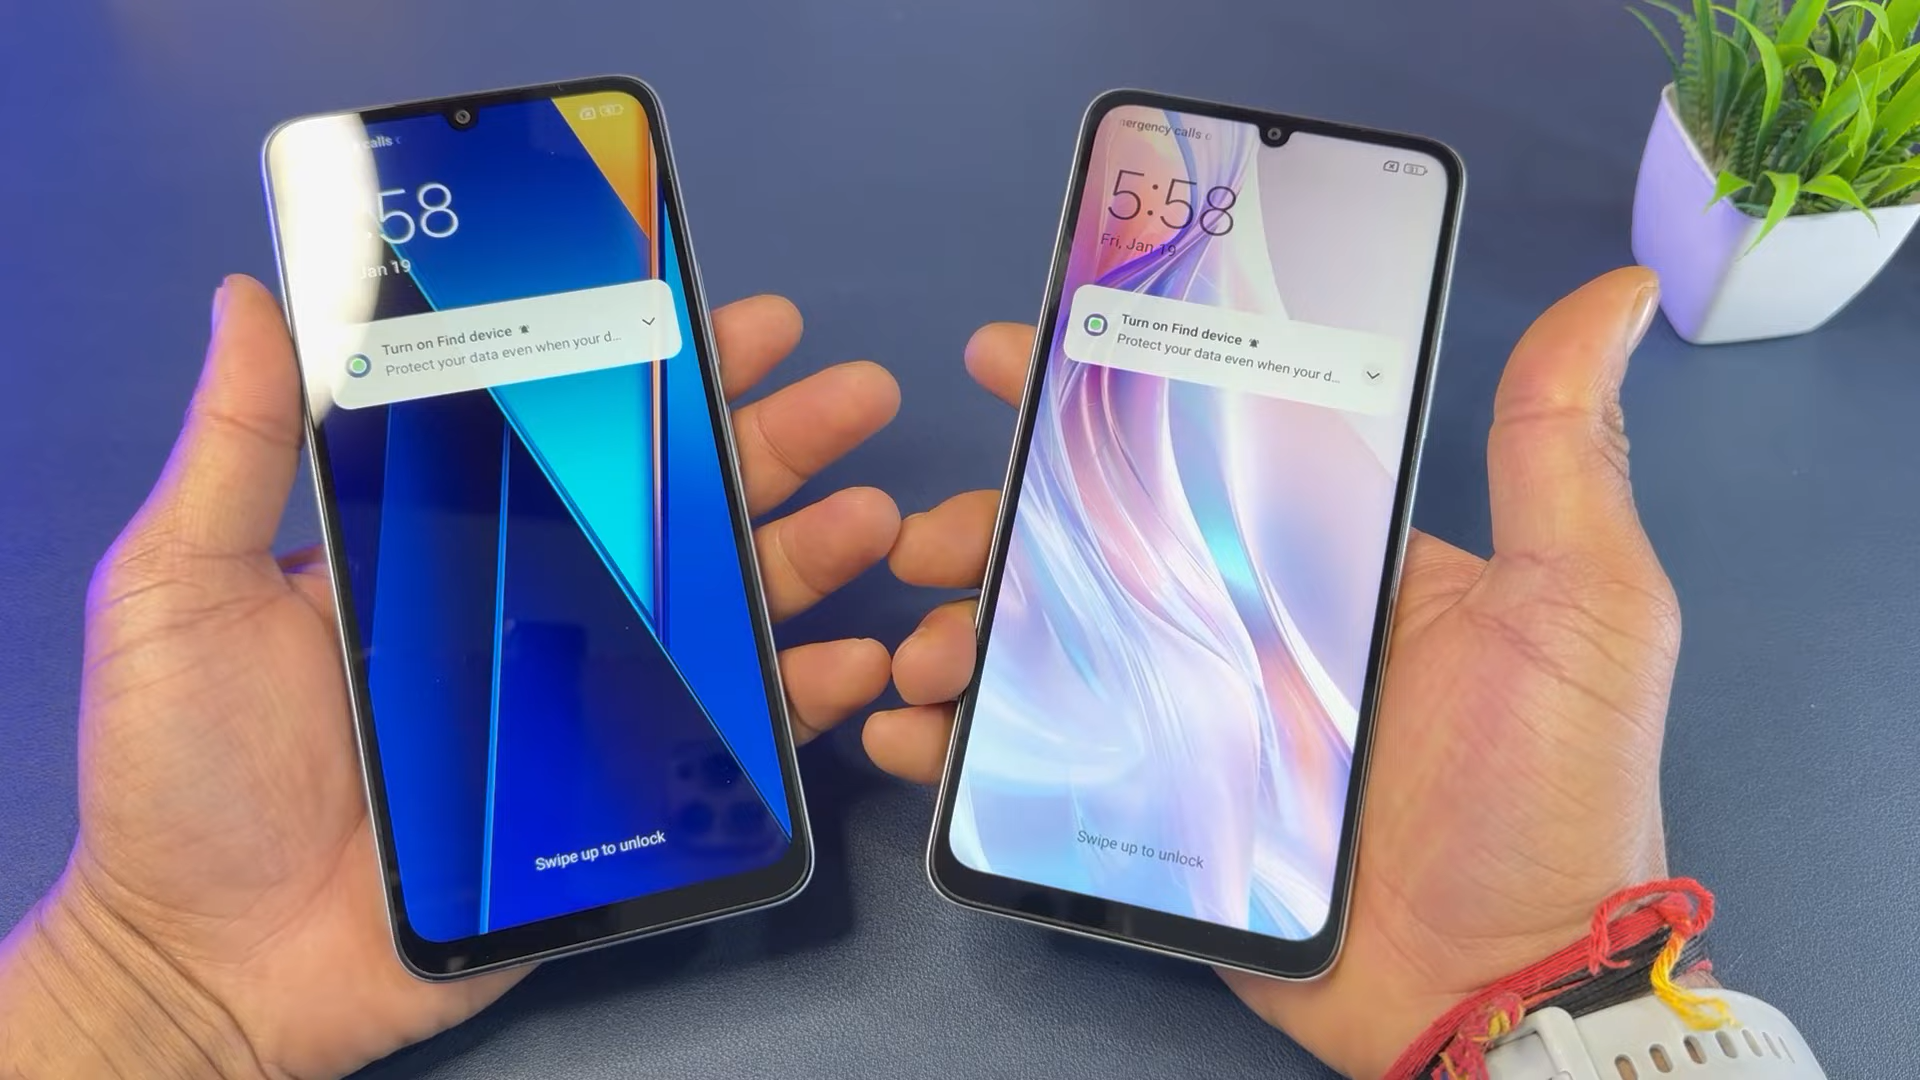 calls
58
Jan 19
Turn on Find device
Protect your data even when your d...
Swipe up to unlock
ergency calls
5:58
Fri, Jan 19
Turn on Find device
Protect your data even when your d...
Swipe up to unlock